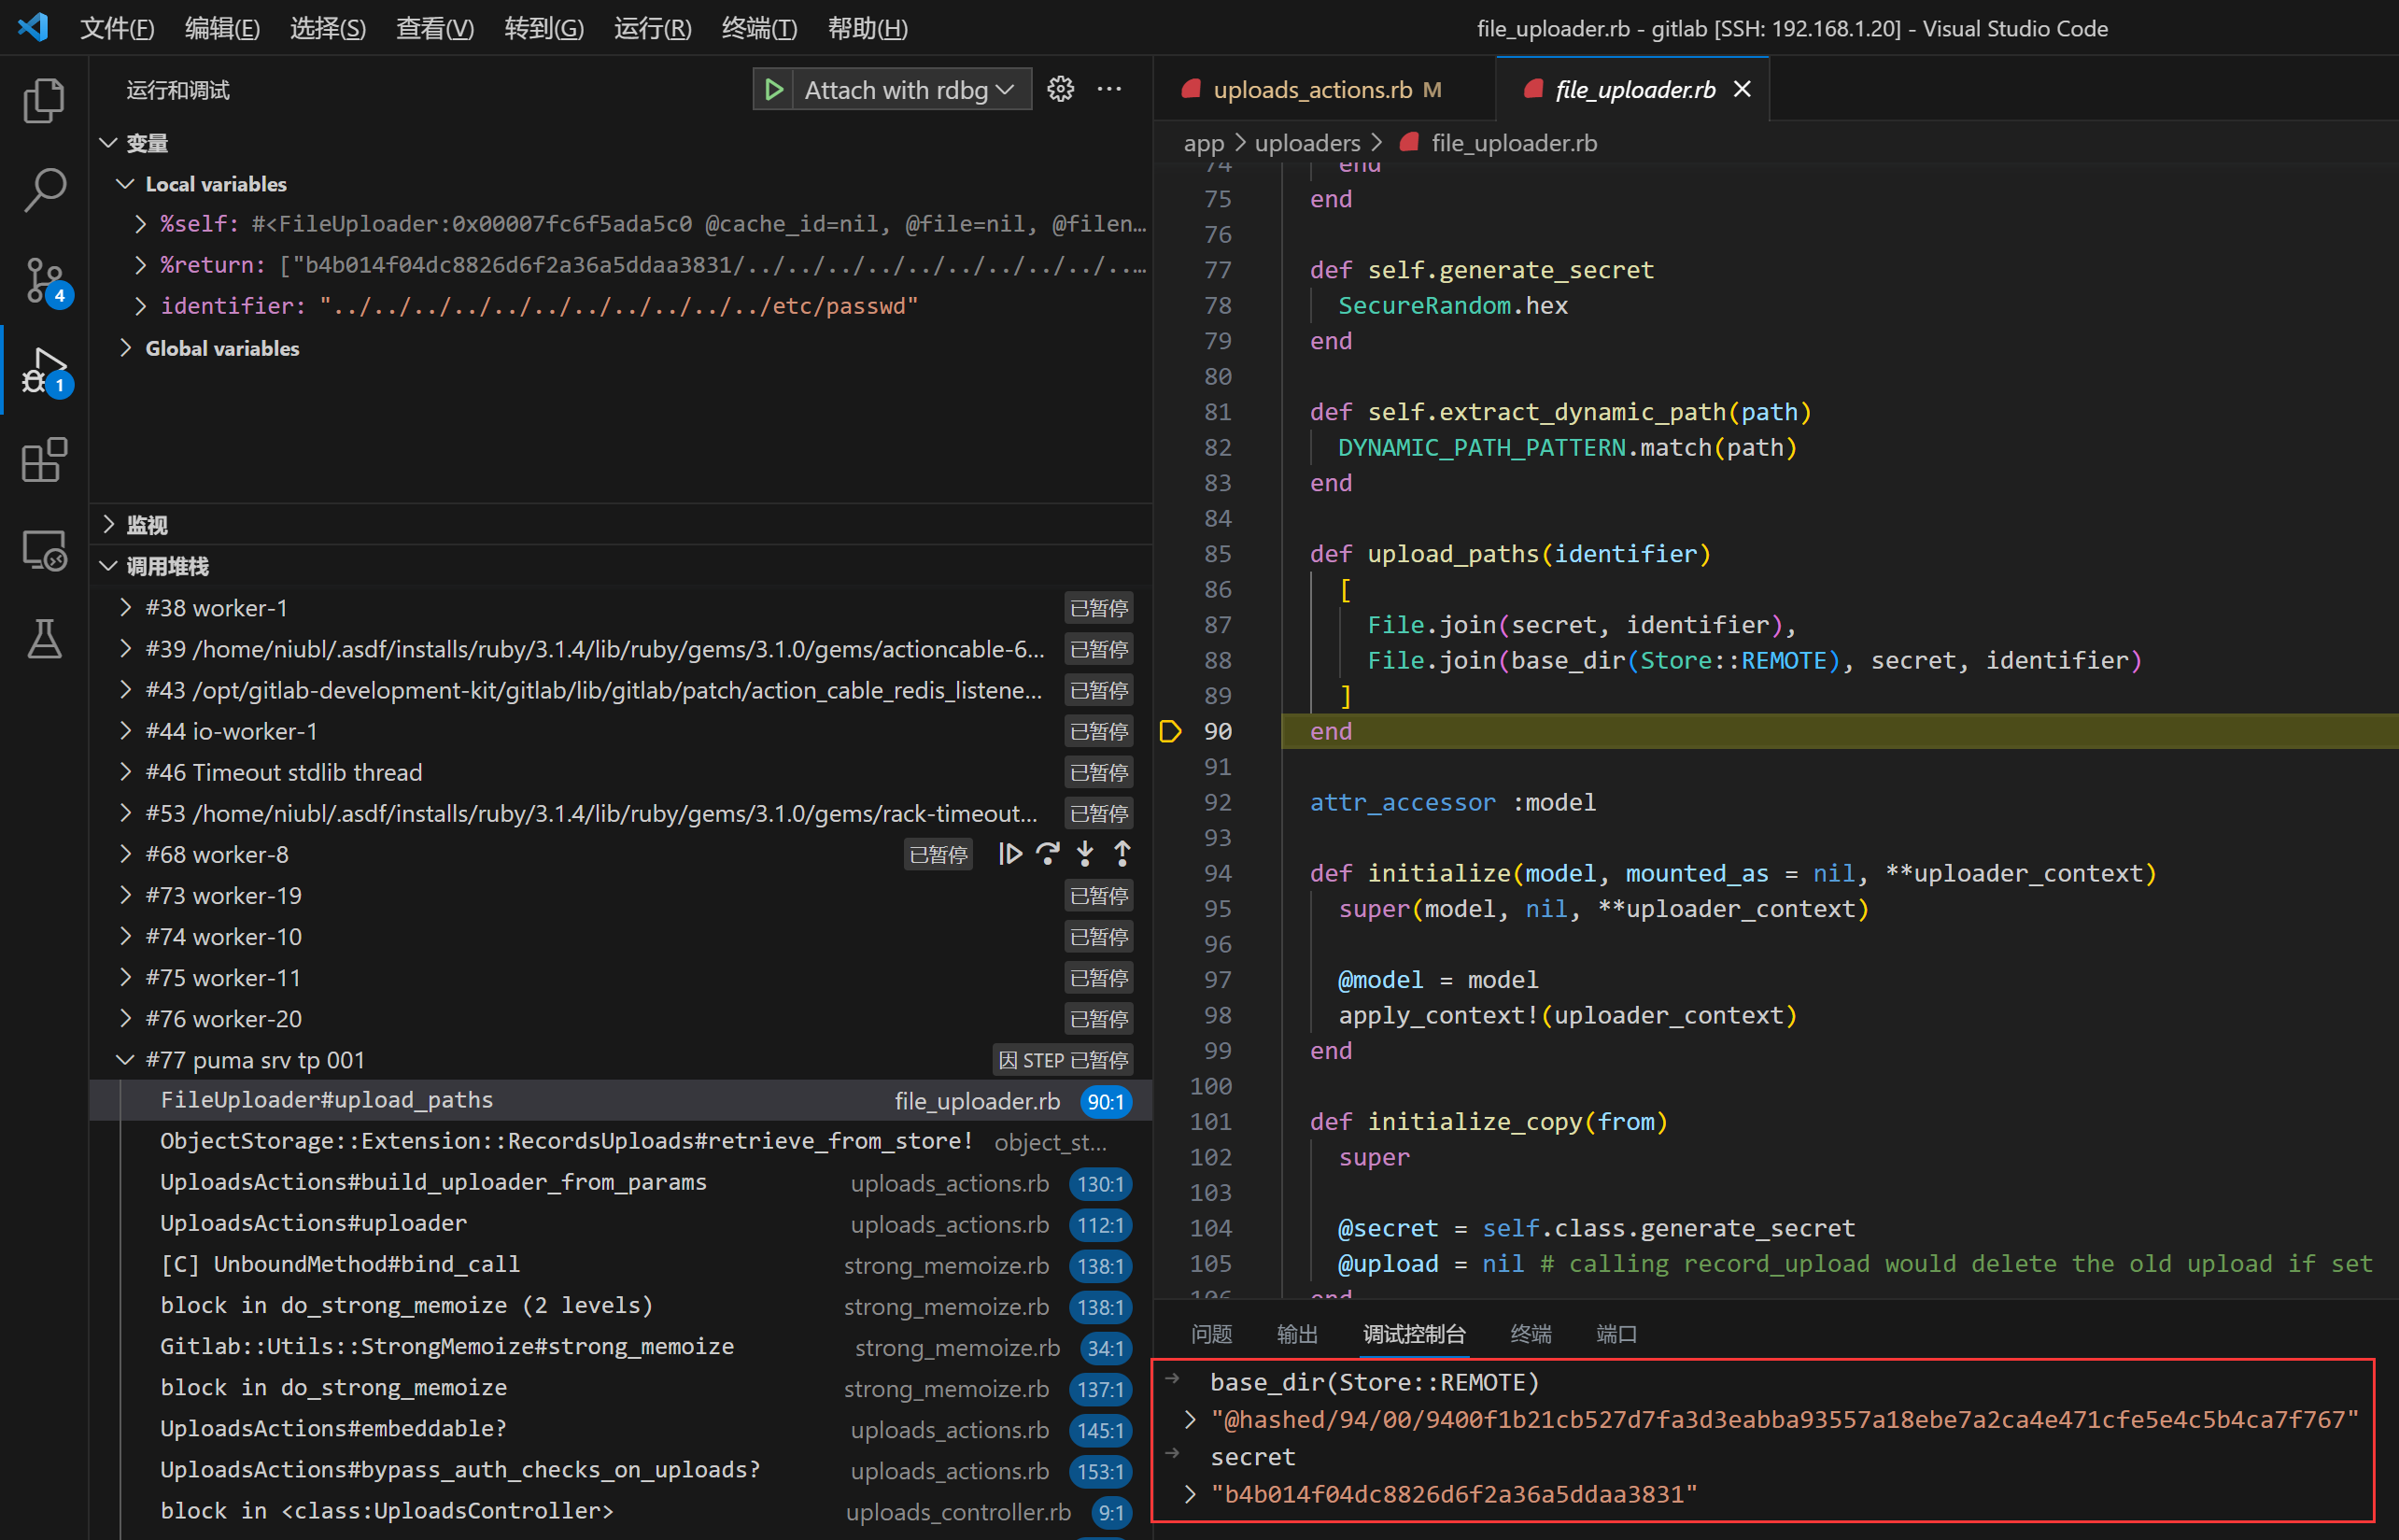 文件(F) 编辑(E) 选择(S) 查看(V) 转到(G) 运行(R) 终端(T) 帮助(H) file_uploader.rb - gitlab [SSH: 192.168.1.20] - Visual Studio Code
运行和调试 Attach with rdbg
变量
Local variables
%self: #<FileUploader:0x00007fc6f5ada5c0 @cache_id=nil, @file=nil, @filen…
%return: ["b4b014f04dc8826d6f2a36a5ddaa3831/../../../../../../../../../..…
identifier: "../../../../../../../../../../../etc/passwd"
Global variables
监视
调用堆栈
#38 worker-1 已暂停
#39 /home/niubl/.asdf/installs/ruby/3.1.4/lib/ruby/gems/3.1.0/gems/actioncable-6... 已暂停
#43 /opt/gitlab-development-kit/gitlab/lib/gitlab/patch/action_cable_redis_listene... 已暂停
#44 io-worker-1 已暂停
#46 Timeout stdlib thread 已暂停
#53 /home/niubl/.asdf/installs/ruby/3.1.4/lib/ruby/gems/3.1.0/gems/rack-timeout... 已暂停
#68 worker-8 已暂停
#73 worker-19 已暂停
#74 worker-10 已暂停
#75 worker-11 已暂停
#76 worker-20 已暂停
#77 puma srv tp 001 因 STEP 已暂停
FileUploader#upload_paths file_uploader.rb 90:1
ObjectStorage::Extension::RecordsUploads#retrieve_from_store! object_st...
UploadsActions#build_uploader_from_params uploads_actions.rb 130:1
UploadsActions#uploader uploads_actions.rb 112:1
[C] UnboundMethod#bind_call strong_memoize.rb 138:1
block in do_strong_memoize (2 levels) strong_memoize.rb 138:1
Gitlab::Utils::StrongMemoize#strong_memoize strong_memoize.rb 34:1
block in do_strong_memoize strong_memoize.rb 137:1
UploadsActions#embeddable? uploads_actions.rb 145:1
UploadsActions#bypass_auth_checks_on_uploads? uploads_actions.rb 153:1
block in <class:UploadsController> uploads_controller.rb 9:1
4
1
uploads_actions.rb M file_uploader.rb
app > uploaders > file_uploader.rb
74 end
75 end
76
77 def self.generate_secret
78 SecureRandom.hex
79 end
80
81 def self.extract_dynamic_path(path)
82 DYNAMIC_PATH_PATTERN.match(path)
83 end
84
85 def upload_paths(identifier)
86 [
87 File.join(secret, identifier),
88 File.join(base_dir(Store::REMOTE), secret, identifier)
89 ]
90 end
91
92 attr_accessor :model
93
94 def initialize(model, mounted_as = nil, **uploader_context)
95 super(model, nil, **uploader_context)
96
97 @model = model
98 apply_context!(uploader_context)
99 end
100
101 def initialize_copy(from)
102 super
103
104 @secret = self.class.generate_secret
105 @upload = nil # calling record_upload would delete the old upload if set
106 end
问题 输出 调试控制台 终端 端口
base_dir(Store::REMOTE)
"@hashed/94/00/9400f1b21cb527d7fa3d3eabba93557a18ebe7a2ca4e471cfe5e4c5b4ca7f767"
secret
"b4b014f04dc8826d6f2a36a5ddaa3831"